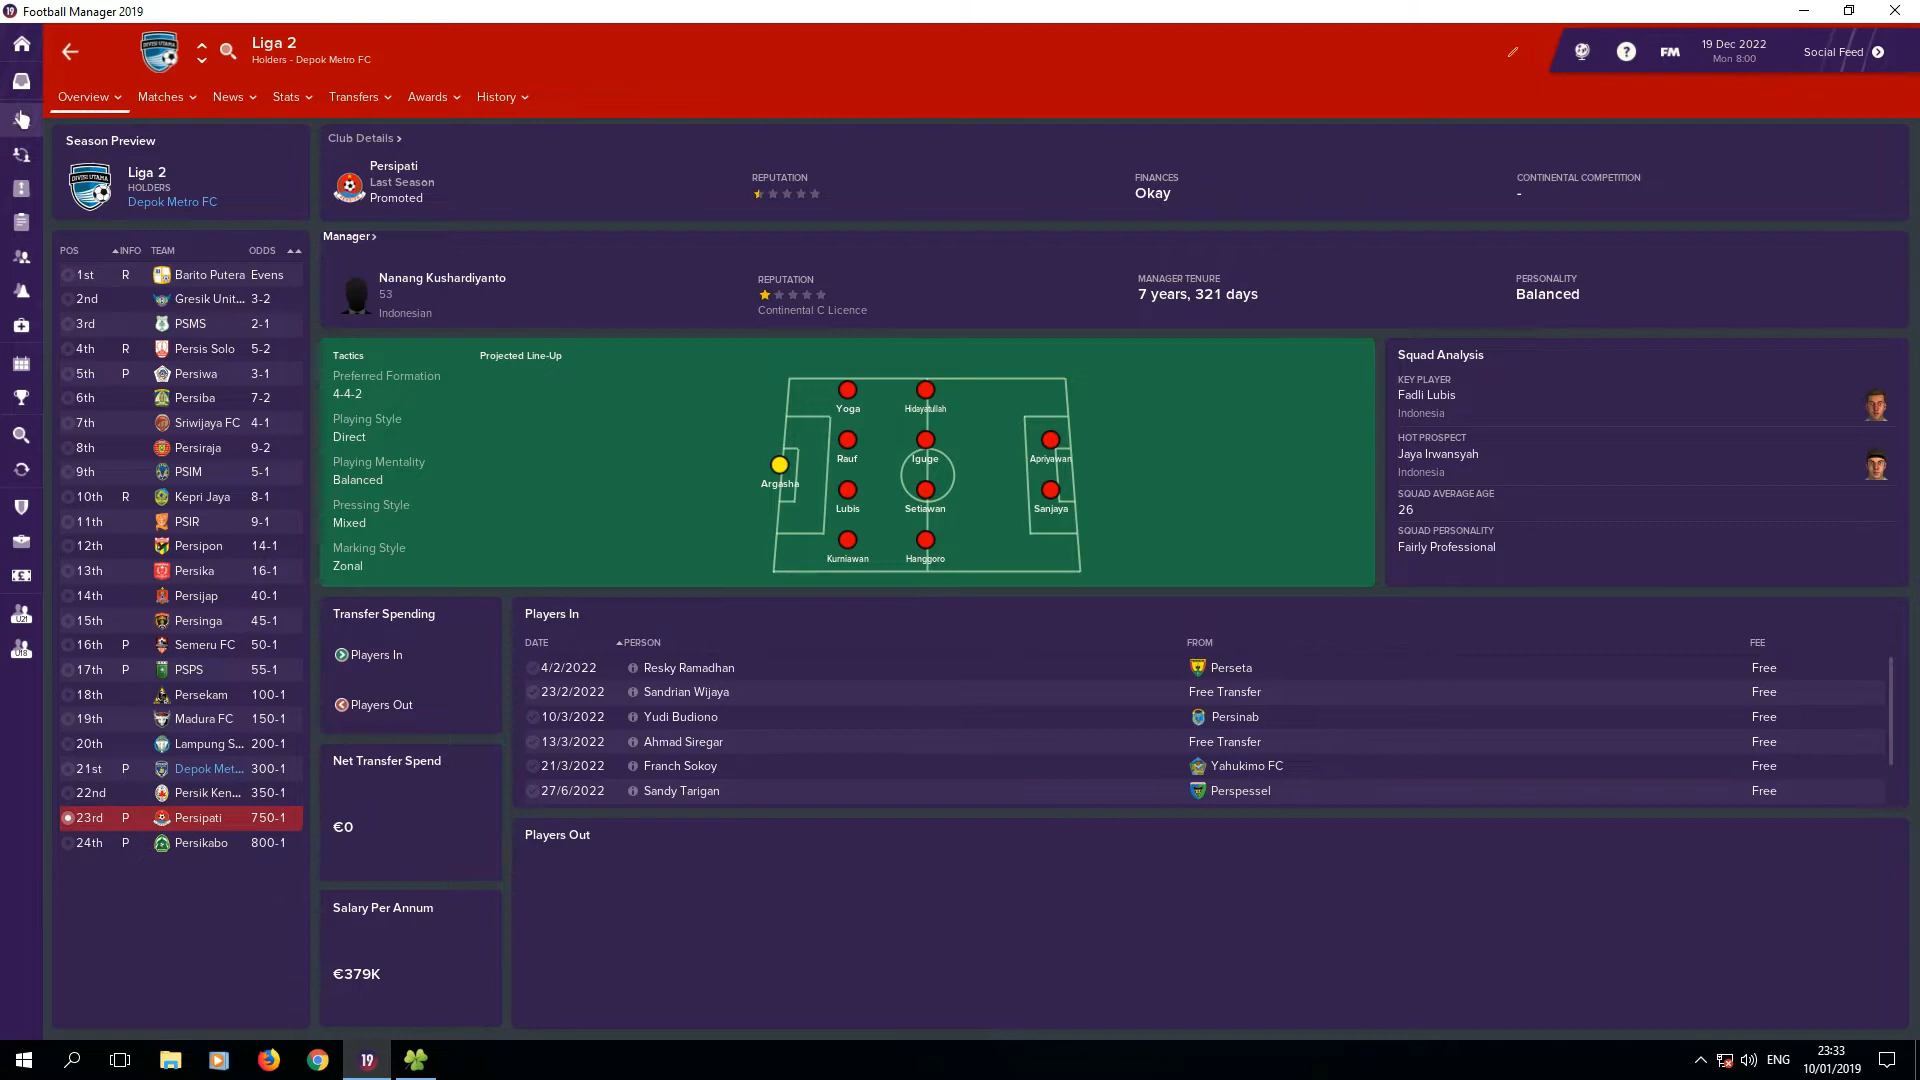 Football Manager 2019
Liga 2
Holders - Depok Metro FC
19 Dec 2022
Mon 8:00
Social Feed
FM
Overview
Matches
News
Stats
Transfers
Awards
History
Season Preview
Liga 2
HOLDERS
Depok Metro FC
POS INFO TEAM ODDS
1st R Barito Putera Evens
2nd Gresik Unit... 3-2
3rd PSMS 2-1
4th R Persis Solo 5-2
5th P Persiwa 3-1
6th Persiba 7-2
7th Sriwijaya FC 4-1
8th Persiraja 9-2
9th PSIM 5-1
10th R Kepri Jaya 8-1
11th PSIR 9-1
12th Persipon 14-1
13th Persika 16-1
14th Persijap 40-1
15th Persinga 45-1
16th P Semeru FC 50-1
17th P PSPS 55-1
18th Persekam 100-1
19th Madura FC 150-1
20th Lampung S... 200-1
21st P Depok Met... 300-1
22nd Persik Ken... 350-1
23rd P Persipati 750-1
24th P Persikabo 800-1
Club Details
Persipati
Last Season
Promoted
REPUTATION
FINANCES
Okay
CONTINENTAL COMPETITION
-
Manager
Nanang Kushardiyanto
53
Indonesian
REPUTATION
Continental C Licence
MANAGER TENURE
7 years, 321 days
PERSONALITY
Balanced
Tactics
Preferred Formation
4-4-2
Playing Style
Direct
Playing Mentality
Balanced
Pressing Style
Mixed
Marking Style
Zonal
Projected Line-Up
Yoga Hidayatullah
Rauf Iguge Apriyawan
Argasha
Lubis Setiawan Sanjaya
Kurniawan Hanggoro
Squad Analysis
KEY PLAYER
Fadli Lubis
Indonesia
HOT PROSPECT
Jaya Irwansyah
Indonesia
SQUAD AVERAGE AGE
26
SQUAD PERSONALITY
Fairly Professional
Transfer Spending
Players In
Players Out
Net Transfer Spend
€0
Salary Per Annum
€379K
Players In
DATE PERSON FROM FEE
4/2/2022 Resky Ramadhan Perseta Free
23/2/2022 Sandrian Wijaya Free Transfer Free
10/3/2022 Yudi Budiono Persinab Free
13/3/2022 Ahmad Siregar Free Transfer Free
21/3/2022 Franch Sokoy Yahukimo FC Free
27/6/2022 Sandy Tarigan Perspessel Free
Players Out
U21
U18
19
ENG
23:33
10/01/2019